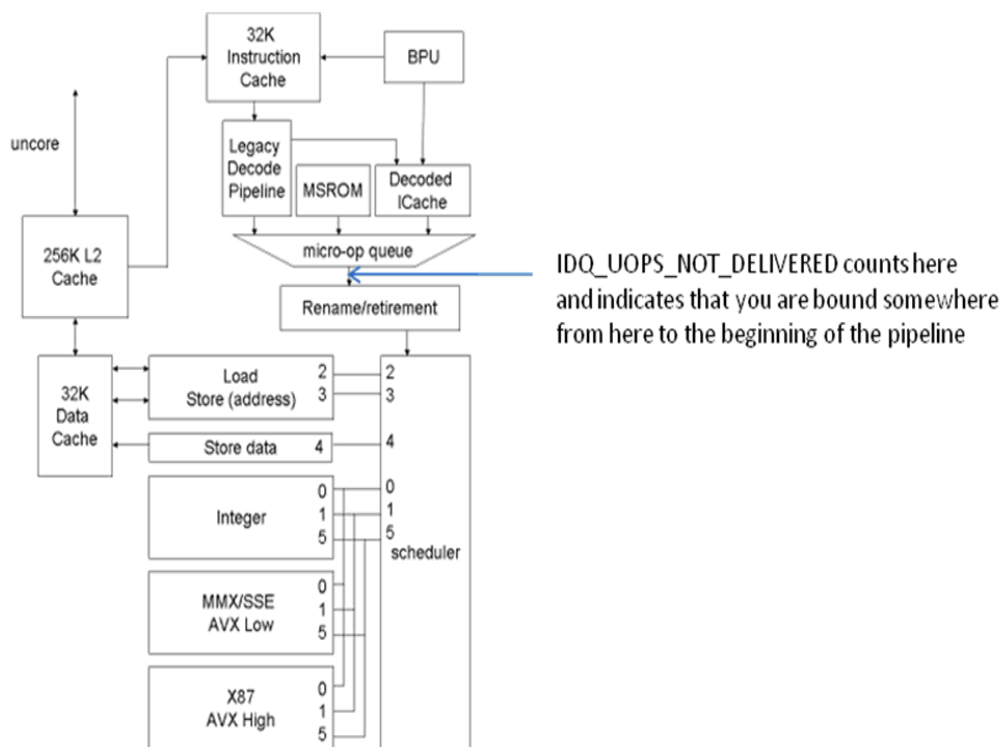 32K
Instruction
Cache
BPU
uncore
Legacy
Decode
Pipeline
MSROM
Decoded
ICache
256K L2
Cache
micro-op queue
IDQ_UOPS_NOT_DELIVERED counts here
and indicates that you are bound somewhere
from here to the beginning of the pipeline
Rename/retirement
32K
Data
Cache
Load
Store (address)
2
3
2
3
Store data
4
4
Integer
0
1
5
0
1
5
scheduler
MMX/SSE
AVX Low
0
1
5
X87
AVX High
0
1
5